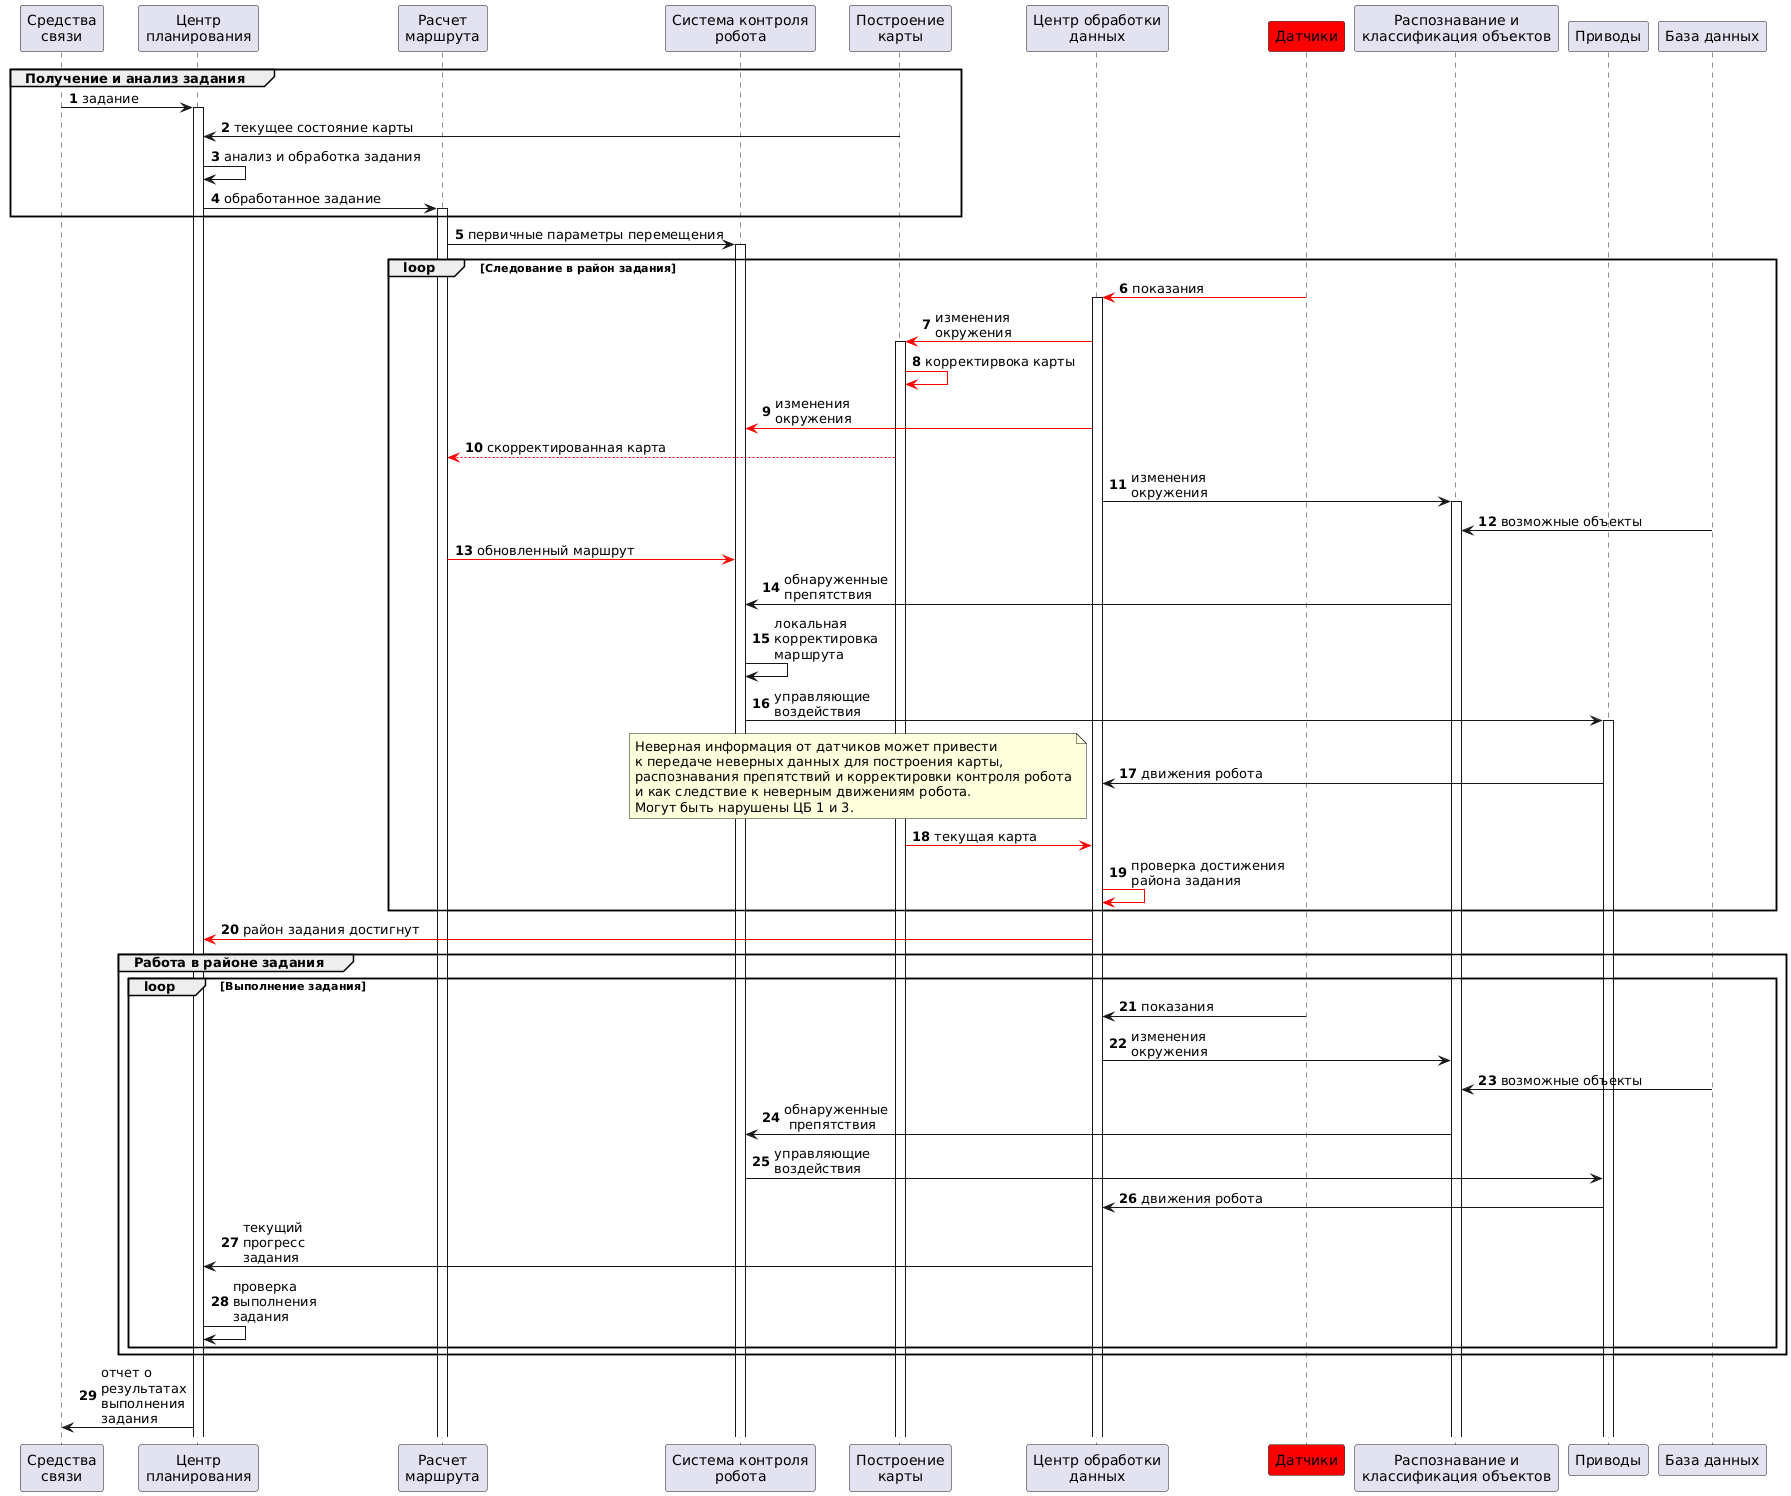 Средства
связи
Центр
планирования
Расчет
маршрута
Система контроля
робота
Построение
карты
Центр обработки
данных
Датчики
Распознавание и
классификация объектов
Приводы
База данных
Получение и анализ задания
1 задание
2 текущее состояние карты
3 анализ и обработка задания
4 обработанное задание
5 первичные параметры перемещения
loop [Следование в район задания]
6 показания
7 изменения
окружения
8 корректирвока карты
9 изменения
окружения
10 скорректированная карта
11 изменения
окружения
12 возможные объекты
13 обновленный маршрут
14 обнаруженные
препятствия
15 локальная
корректировка
маршрута
16 управляющие
воздействия
Неверная информация от датчиков может привести
к передаче неверных данных для построения карты,
распознавания препятствий и корректировки контроля робота
и как следствие к неверным движениям робота.
Могут быть нарушены ЦБ 1 и 3.
17 движения робота
18 текущая карта
19 проверка достижения
района задания
20 район задания достигнут
Работа в районе задания
loop [Выполнение задания]
21 показания
22 изменения
окружения
23 возможные объекты
24 обнаруженные
препятствия
25 управляющие
воздействия
26 движения робота
27 текущий
прогресс
задания
28 проверка
выполнения
задания
29 отчет о
результатах
выполнения
задания
Средства
связи
Центр
планирования
Расчет
маршрута
Система контроля
робота
Построение
карты
Центр обработки
данных
Датчики
Распознавание и
классификация объектов
Приводы
База данных